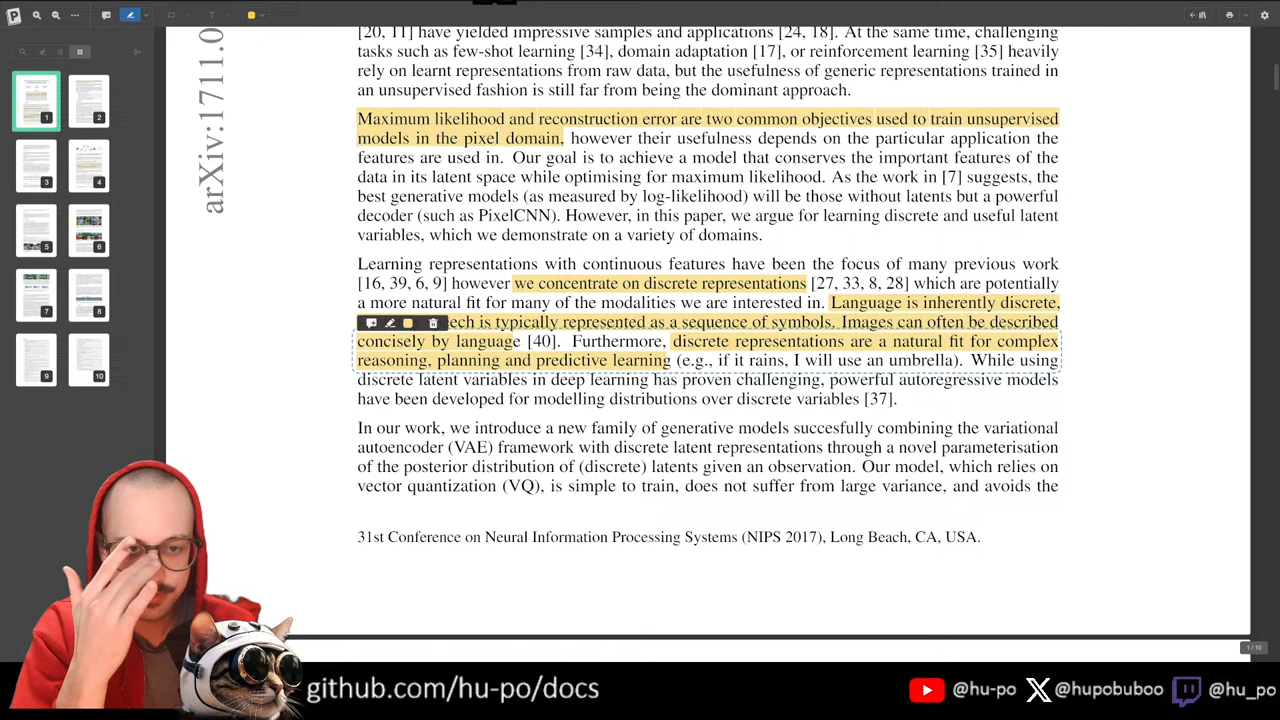 arXiv:1711.0
[20, 11] have yielded impressive samples and applications [24, 18]. At the same time, challenging
tasks such as few-shot learning [34], domain adaptation [17], or reinforcement learning [35] heavily
rely on learnt representations from raw data, but the usefulness of generic representations trained in
an unsupervised fashion is still far from being the dominant approach.
Maximum likelihood and reconstruction error are two common objectives used to train unsupervised
models in the pixel domain, however their usefulness depends on the particular application the
features are used in. Our goal is to achieve a model that conserves the important features of the
data in its latent space while optimising for maximum likelihood. As the work in [7] suggests, the
best generative models (as measured by log-likelihood) will be those without latents but a powerful
decoder (such as PixelCNN). However, in this paper, we argue for learning discrete and useful latent
variables, which we demonstrate on a variety of domains.
Learning representations with continuous features have been the focus of many previous work
[16, 39, 6, 9] however we concentrate on discrete representations [27, 33, 8, 28] which are potentially
a more natural fit for many of the modalities we are interested in. Language is inherently discrete,
eech is typically represented as a sequence of symbols. Images can often be described
concisely by language [40]. Furthermore, discrete representations are a natural fit for complex
reasoning, planning and predictive learning (e.g., if it rains, I will use an umbrella). While using
discrete latent variables in deep learning has proven challenging, powerful autoregressive models
have been developed for modelling distributions over discrete variables [37].
In our work, we introduce a new family of generative models succesfully combining the variational
autoencoder (VAE) framework with discrete latent representations through a novel parameterisation
of the posterior distribution of (discrete) latents given an observation. Our model, which relies on
vector quantization (VQ), is simple to train, does not suffer from large variance, and avoids the
31st Conference on Neural Information Processing Systems (NIPS 2017), Long Beach, CA, USA.
1
2
3
4
5
6
7
8
9
10
1 / 10
github.com/hu-po/docs
@hu-po
@hupobuboo
@hu_po